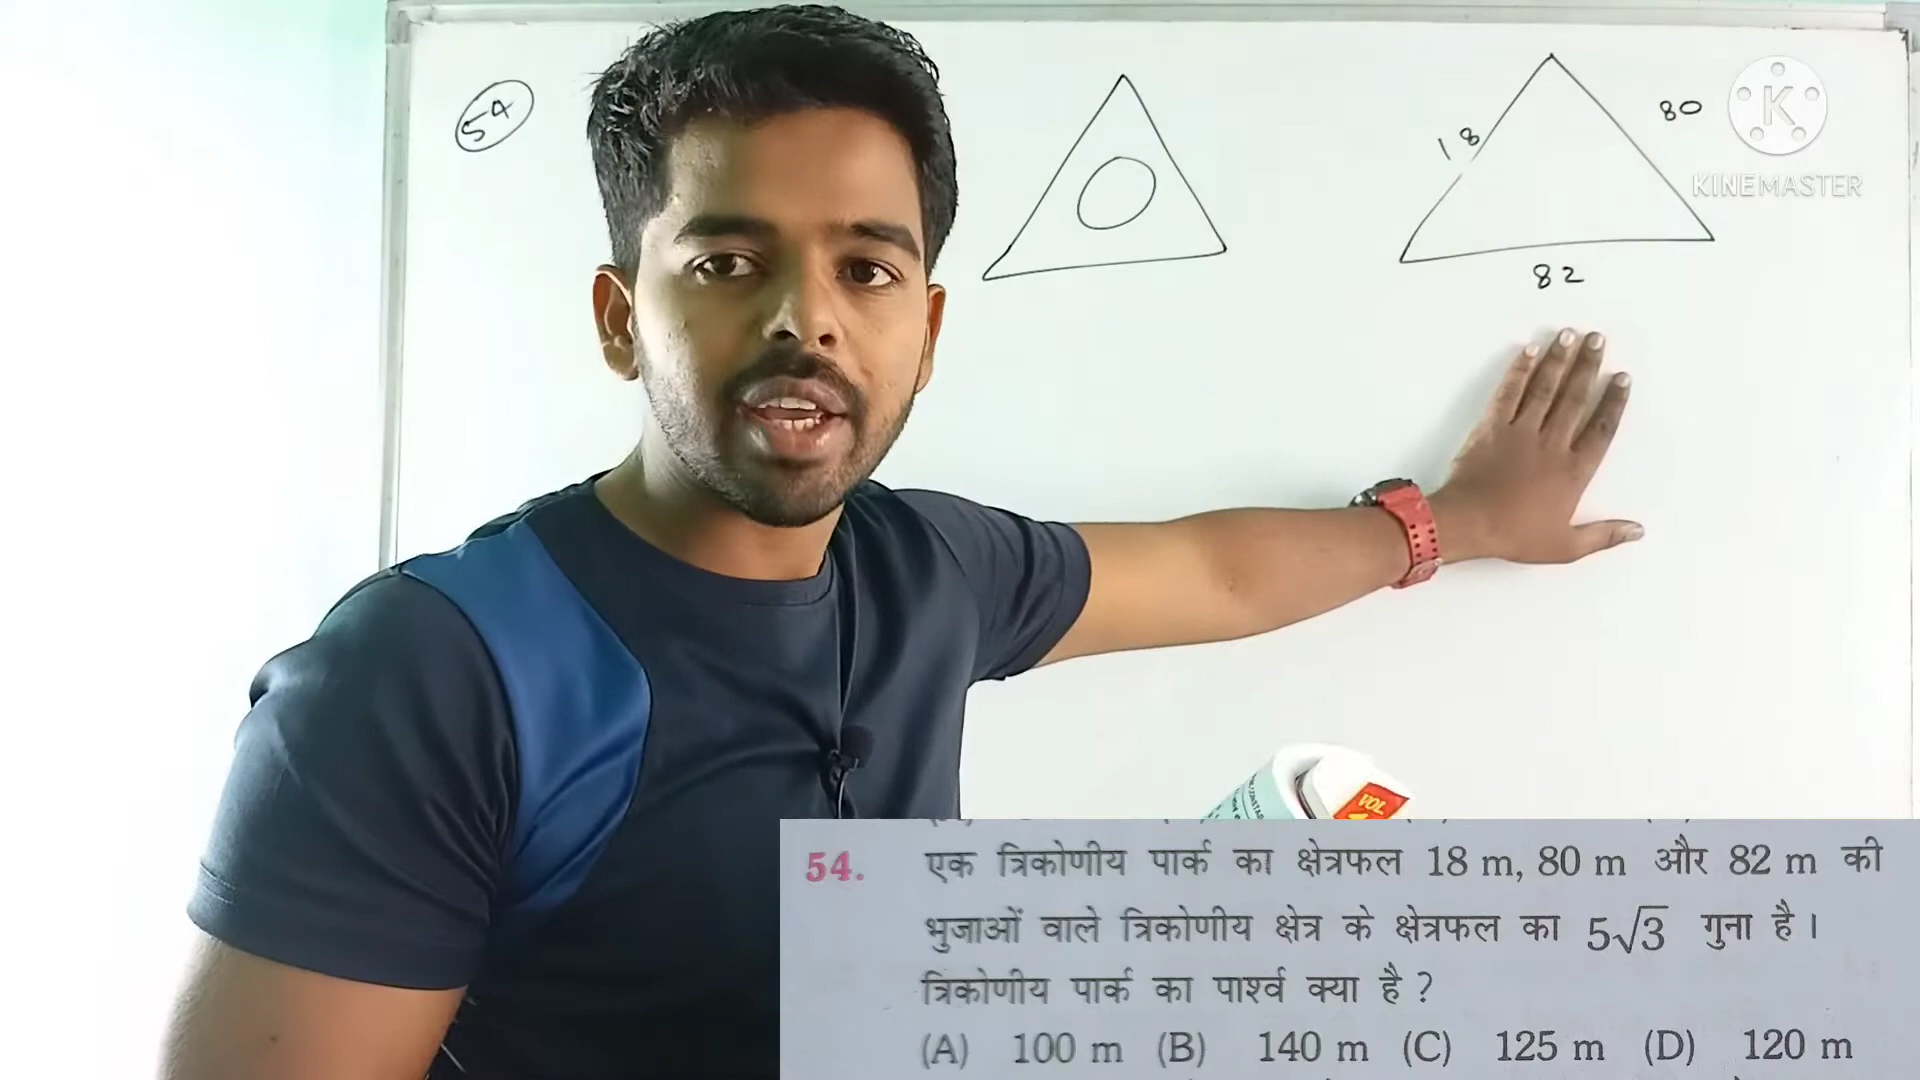 54
18
80
82
KINEMASTER
VOL
54. एक त्रिकोणीय पार्क का क्षेत्रफल 18 m, 80 m और 82 m की
भुजाओं वाले त्रिकोणीय क्षेत्र के क्षेत्रफल का 5√3 गुना है।
त्रिकोणीय पार्क का पार्श्व क्या है ?
(A) 100 m (B) 140 m (C) 125 m (D) 120 m